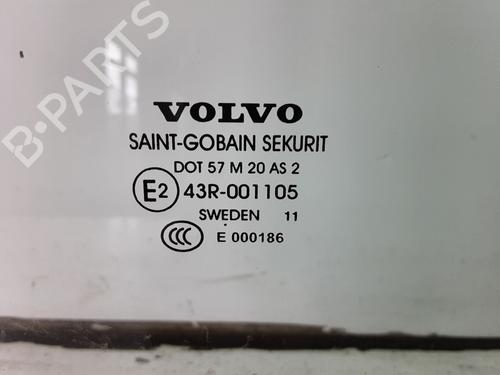 B-PARTS
VOLVO
SAINT-GOBAIN SEKURIT
DOT 57 M 20 AS 2
E2 43R-001105
SWEDEN 11
CCC E 000186